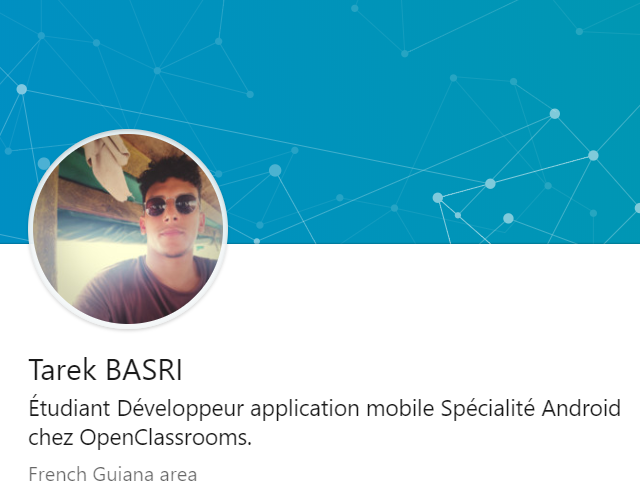 Tarek BASRI
Étudiant Développeur application mobile Spécialité Android
chez OpenClassrooms.
French Guiana area